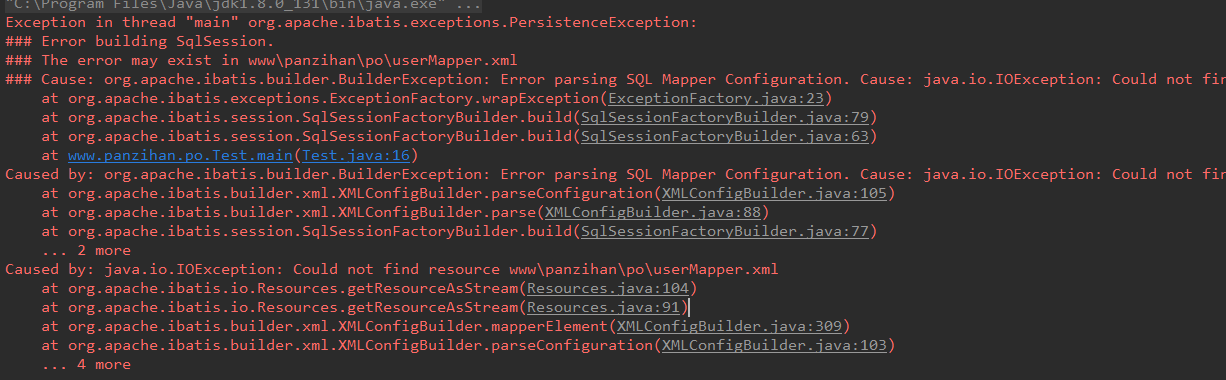 "C:\Program Files\Java\jdk1.8.0_131\bin\java.exe" ...
Exception in thread "main" org.apache.ibatis.exceptions.PersistenceException:
### Error building SqlSession.
### The error may exist in www\panzihan\po\userMapper.xml
### Cause: org.apache.ibatis.builder.BuilderException: Error parsing SQL Mapper Configuration. Cause: java.io.IOException: Could not fin
    at org.apache.ibatis.exceptions.ExceptionFactory.wrapException(ExceptionFactory.java:23)
    at org.apache.ibatis.session.SqlSessionFactoryBuilder.build(SqlSessionFactoryBuilder.java:79)
    at org.apache.ibatis.session.SqlSessionFactoryBuilder.build(SqlSessionFactoryBuilder.java:63)
    at www.panzihan.po.Test.main(Test.java:16)
Caused by: org.apache.ibatis.builder.BuilderException: Error parsing SQL Mapper Configuration. Cause: java.io.IOException: Could not fin
    at org.apache.ibatis.builder.xml.XMLConfigBuilder.parseConfiguration(XMLConfigBuilder.java:105)
    at org.apache.ibatis.builder.xml.XMLConfigBuilder.parse(XMLConfigBuilder.java:88)
    at org.apache.ibatis.session.SqlSessionFactoryBuilder.build(SqlSessionFactoryBuilder.java:77)
    ... 2 more
Caused by: java.io.IOException: Could not find resource www\panzihan\po\userMapper.xml
    at org.apache.ibatis.io.Resources.getResourceAsStream(Resources.java:104)
    at org.apache.ibatis.io.Resources.getResourceAsStream(Resources.java:91)
    at org.apache.ibatis.builder.xml.XMLConfigBuilder.mapperElement(XMLConfigBuilder.java:309)
    at org.apache.ibatis.builder.xml.XMLConfigBuilder.parseConfiguration(XMLConfigBuilder.java:103)
    ... 4 more